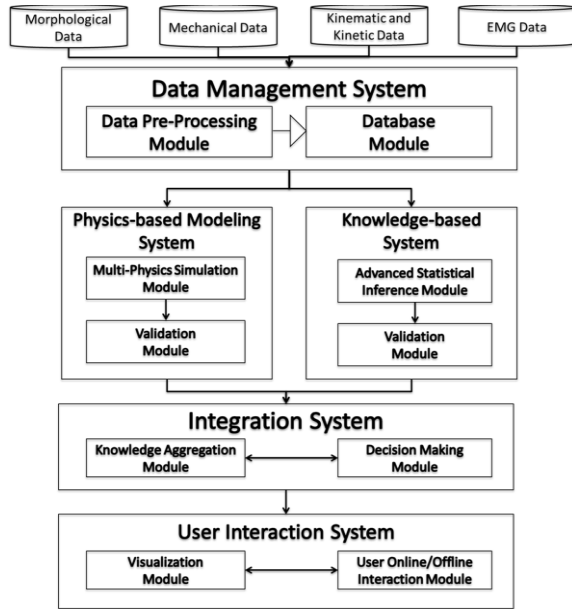 Morphological
Data
Mechanical Data
Kinematic and
Kinetic Data
EMG Data
Data Management System
Data Pre-Processing
Module
Database
Module
Physics-based Modeling
System
Multi-Physics Simulation
Module
Validation
Module
Knowledge-based
System
Advanced Statistical
Inference Module
Validation
Module
Integration System
Knowledge Aggregation
Module
Decision Making
Module
User Interaction System
Visualization
Module
User Online/Offline
Interaction Module